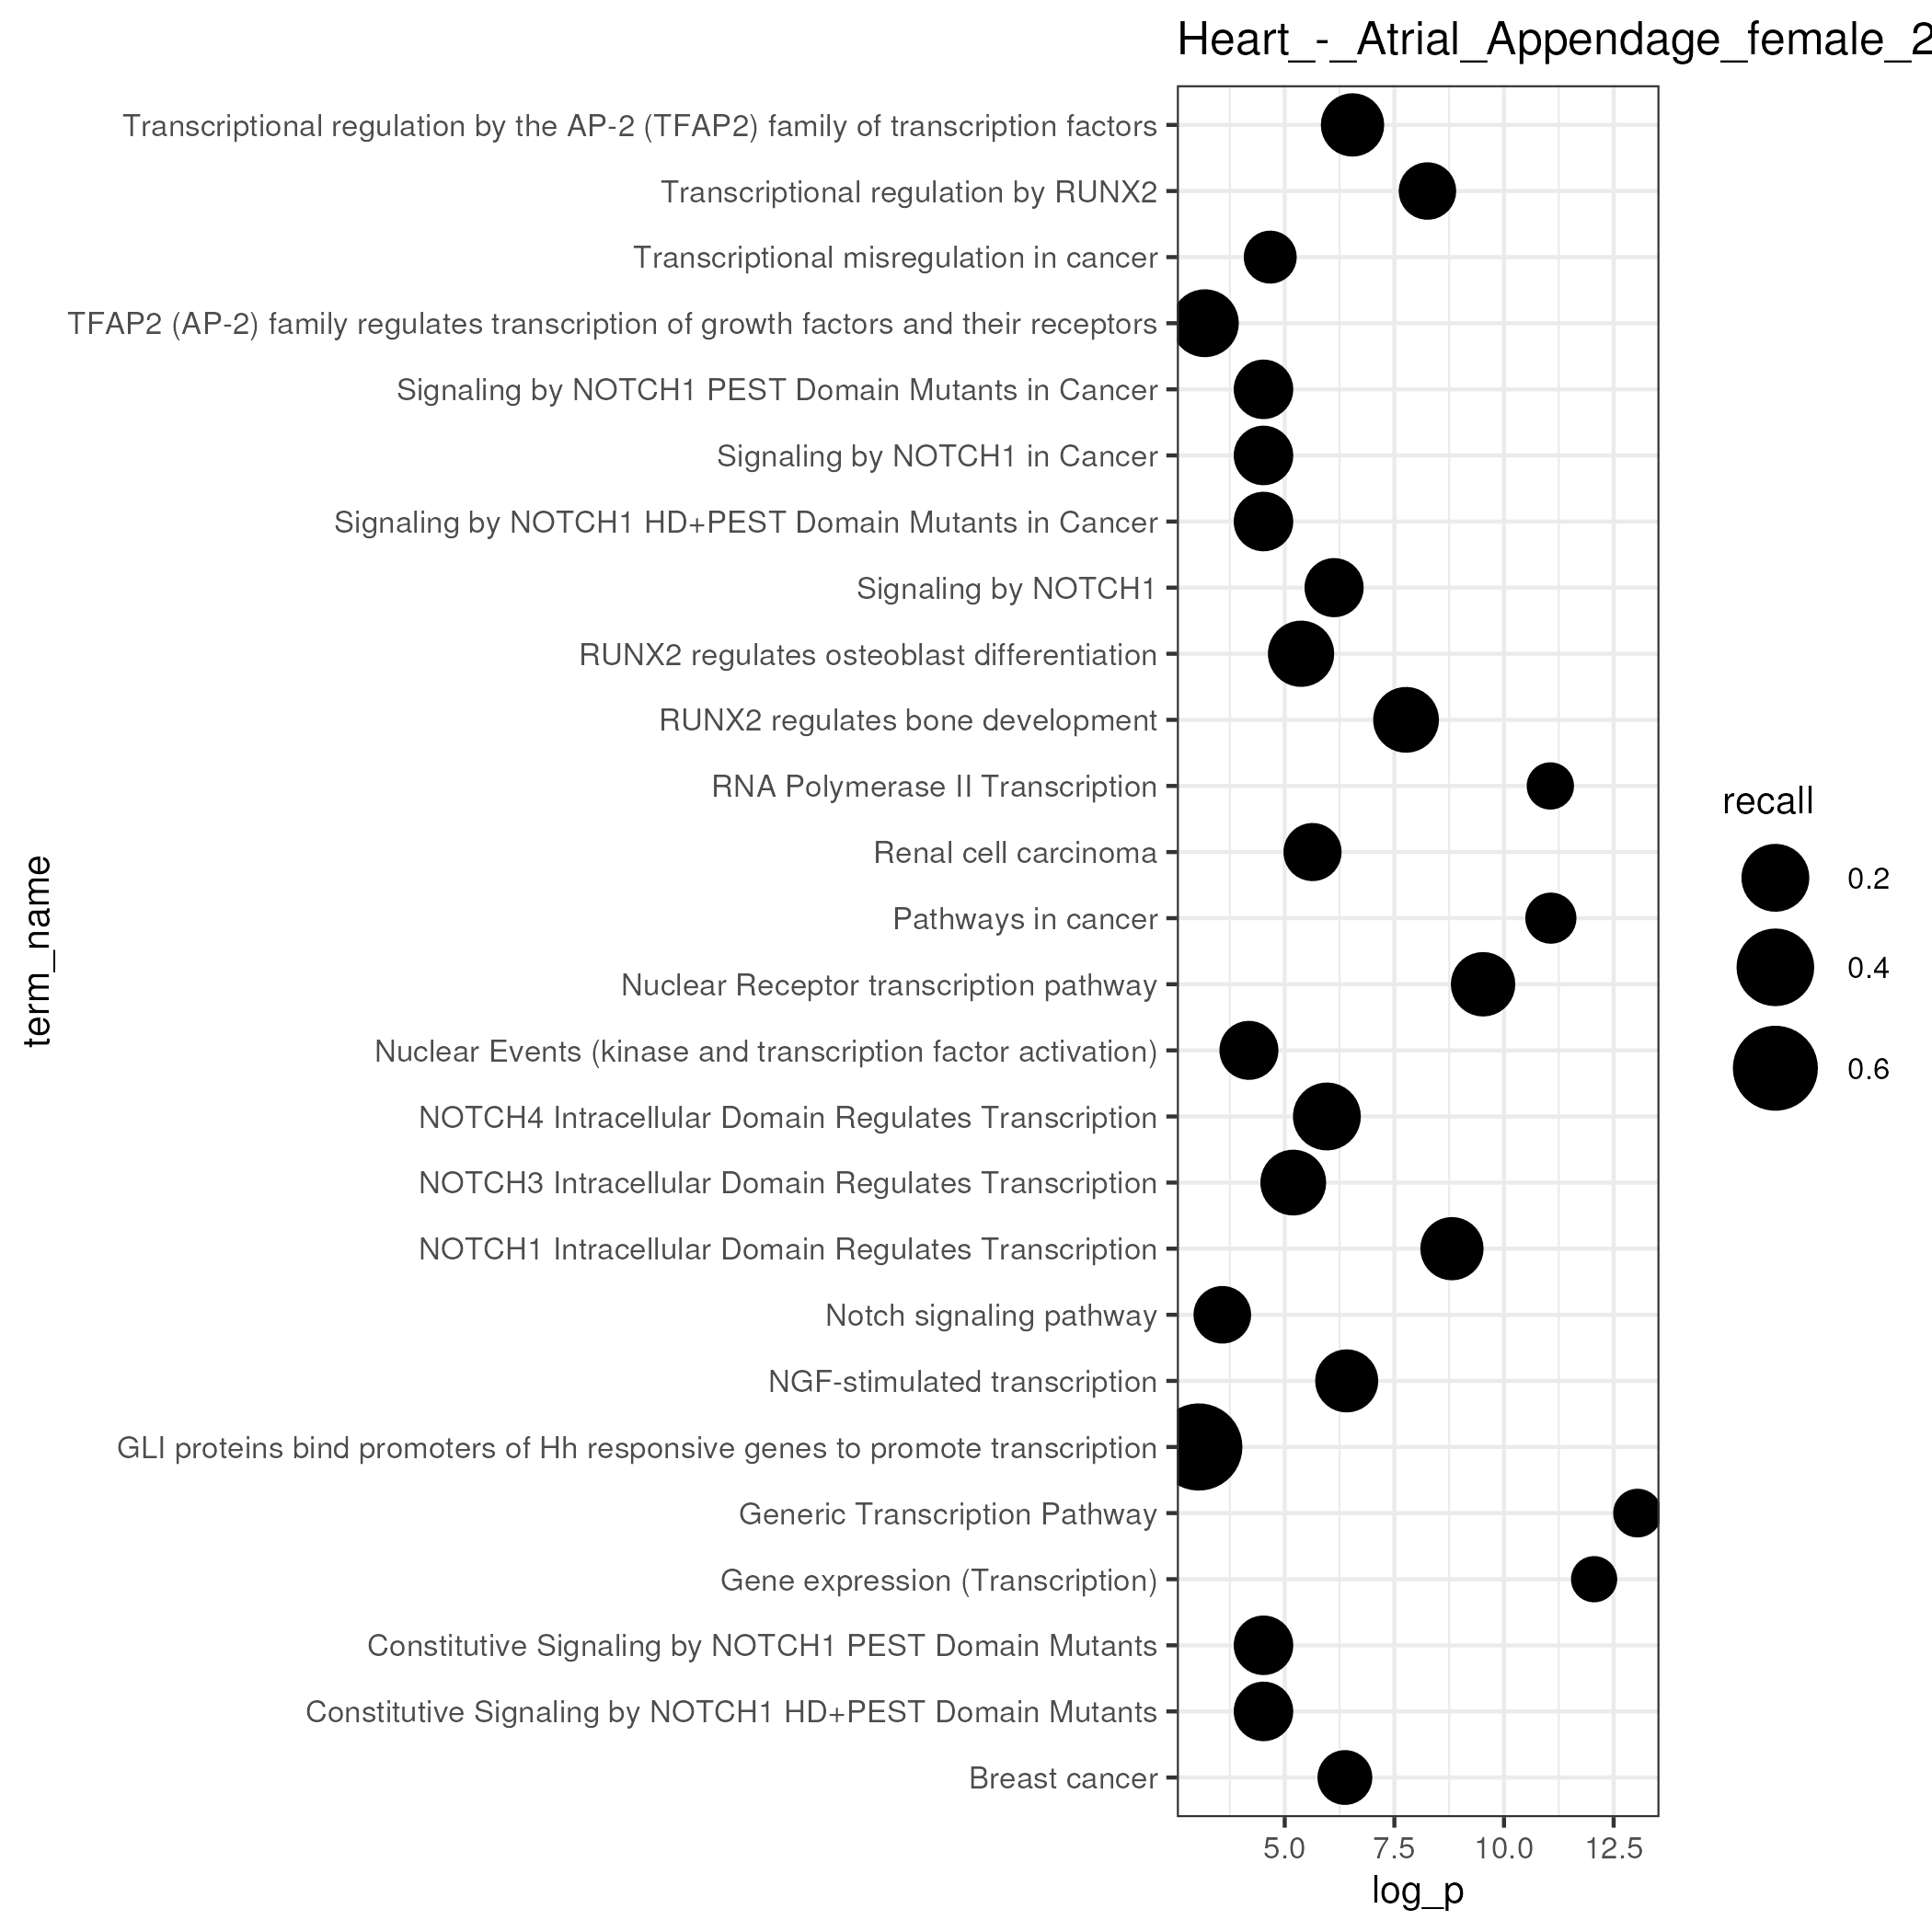 Heart_-_Atrial_Appendage_female_2
Transcriptional regulation by the AP-2 (TFAP2) family of transcription factors
Transcriptional regulation by RUNX2
Transcriptional misregulation in cancer
TFAP2 (AP-2) family regulates transcription of growth factors and their receptors
Signaling by NOTCH1 PEST Domain Mutants in Cancer
Signaling by NOTCH1 in Cancer
Signaling by NOTCH1 HD+PEST Domain Mutants in Cancer
Signaling by NOTCH1
RUNX2 regulates osteoblast differentiation
RUNX2 regulates bone development
RNA Polymerase II Transcription
Renal cell carcinoma
Pathways in cancer
Nuclear Receptor transcription pathway
Nuclear Events (kinase and transcription factor activation)
NOTCH4 Intracellular Domain Regulates Transcription
NOTCH3 Intracellular Domain Regulates Transcription
NOTCH1 Intracellular Domain Regulates Transcription
Notch signaling pathway
NGF-stimulated transcription
GLI proteins bind promoters of Hh responsive genes to promote transcription
Generic Transcription Pathway
Gene expression (Transcription)
Constitutive Signaling by NOTCH1 PEST Domain Mutants
Constitutive Signaling by NOTCH1 HD+PEST Domain Mutants
Breast cancer
term_name
5.0 7.5 10.0 12.5
log_p
recall
0.2
0.4
0.6